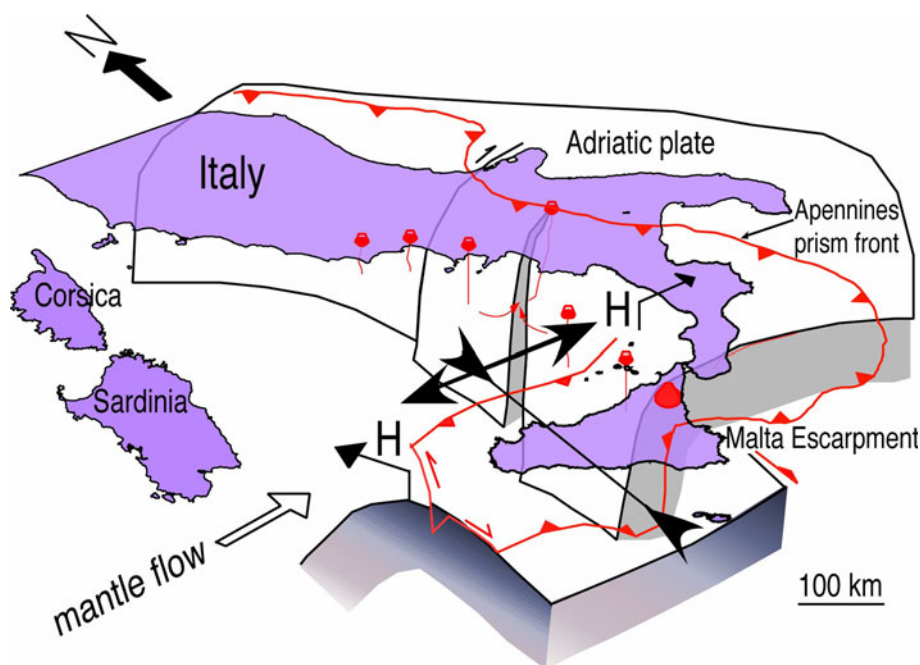 N
Adriatic plate
Italy
Apennines
prism front
Corsica
H
Sardinia
H
Malta Escarpment
mantle flow
100 km